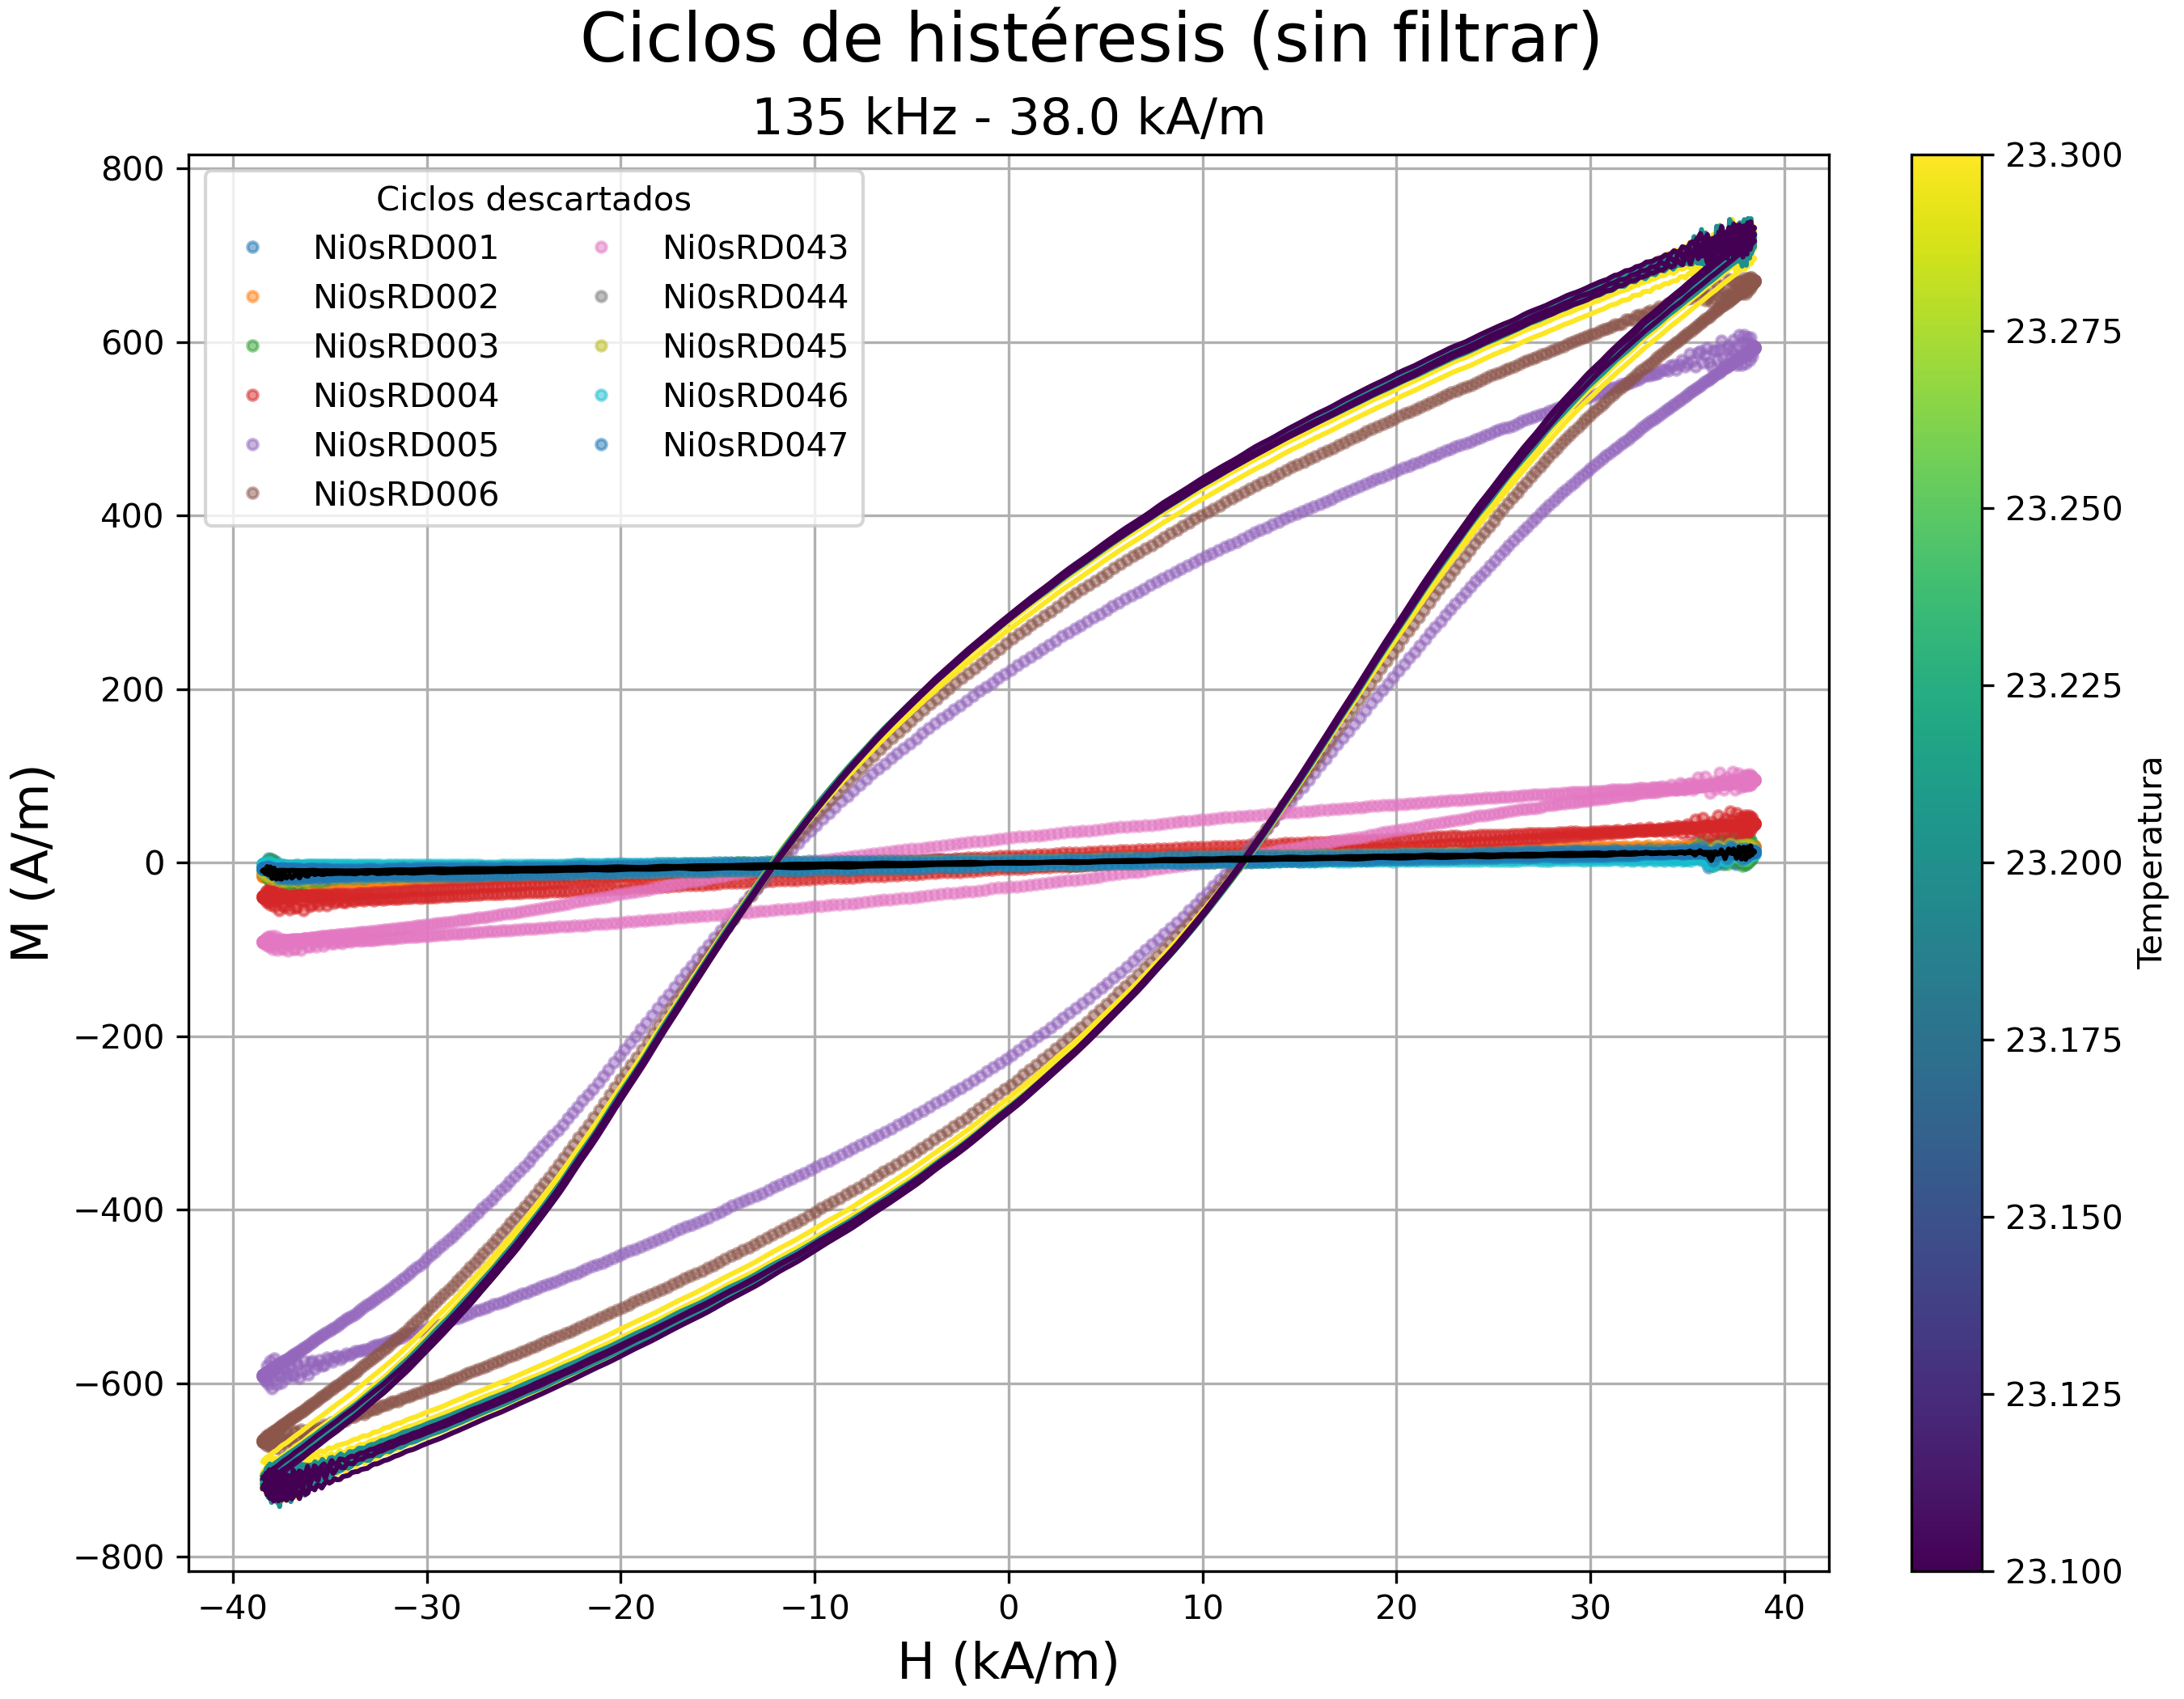 Ciclos de histéresis (sin filtrar)
135 kHz - 38.0 kA/m
Ciclos descartados
Ni0sRD001
Ni0sRD002
Ni0sRD003
Ni0sRD004
Ni0sRD005
Ni0sRD006
Ni0sRD043
Ni0sRD044
Ni0sRD045
Ni0sRD046
Ni0sRD047
M (A/m)
800
600
400
200
0
−200
−400
−600
−800
−40
−30
−20
−10
0
10
20
30
40
H (kA/m)
23.300
23.275
23.250
23.225
23.200
23.175
23.150
23.125
23.100
Temperatura